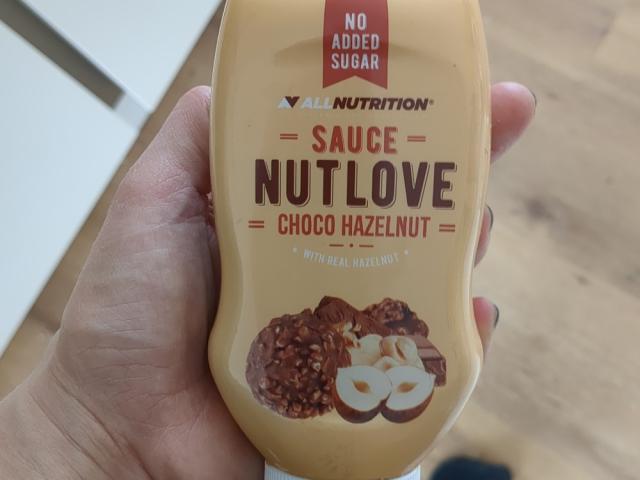 NO
ADDED
SUGAR
ALLNUTRITION®
SAUCE
NUTLOVE
CHOCO HAZELNUT
WITH REAL HAZELNUT